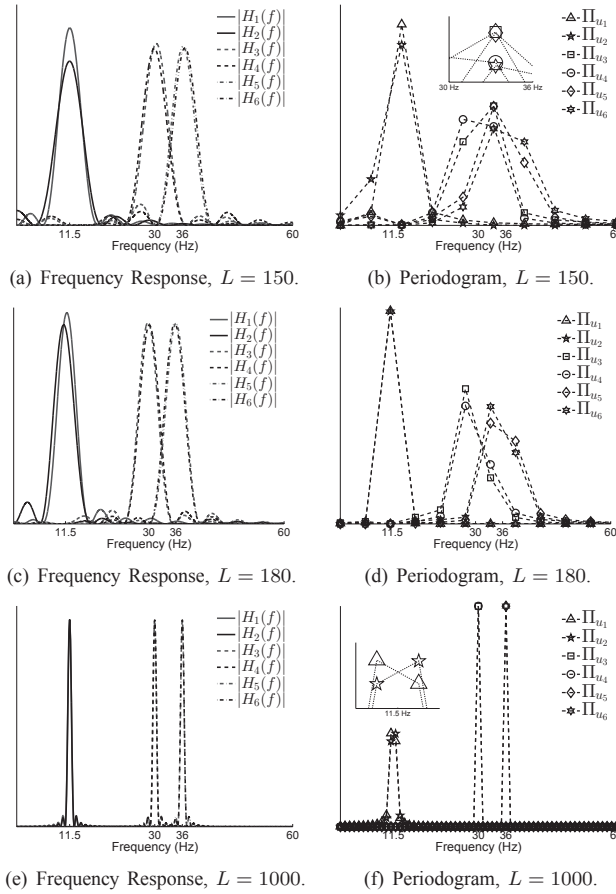 |H₁(f)|
|H₂(f)|
|H₃(f)|
|H₄(f)|
|H₅(f)|
|H₆(f)|
11.5 30 36 60
Frequency (Hz)
(a) Frequency Response, L = 150.
Πu₁
Πu₂
Πu₃
Πu₄
Πu₅
Πu₆
30 Hz 36 Hz
11.5 30 36 60
Frequency (Hz)
(b) Periodogram, L = 150.
|H₁(f)|
|H₂(f)|
|H₃(f)|
|H₄(f)|
|H₅(f)|
|H₆(f)|
11.5 30 36 60
Frequency (Hz)
(c) Frequency Response, L = 180.
Πu₁
Πu₂
Πu₃
Πu₄
Πu₅
Πu₆
11.5 30 36 60
Frequency (Hz)
(d) Periodogram, L = 180.
|H₁(f)|
|H₂(f)|
|H₃(f)|
|H₄(f)|
|H₅(f)|
|H₆(f)|
11.5 30 36 60
Frequency (Hz)
(e) Frequency Response, L = 1000.
Πu₁
Πu₂
Πu₃
Πu₄
Πu₅
Πu₆
11.5 Hz
11.5 30 36 60
Frequency (Hz)
(f) Periodogram, L = 1000.